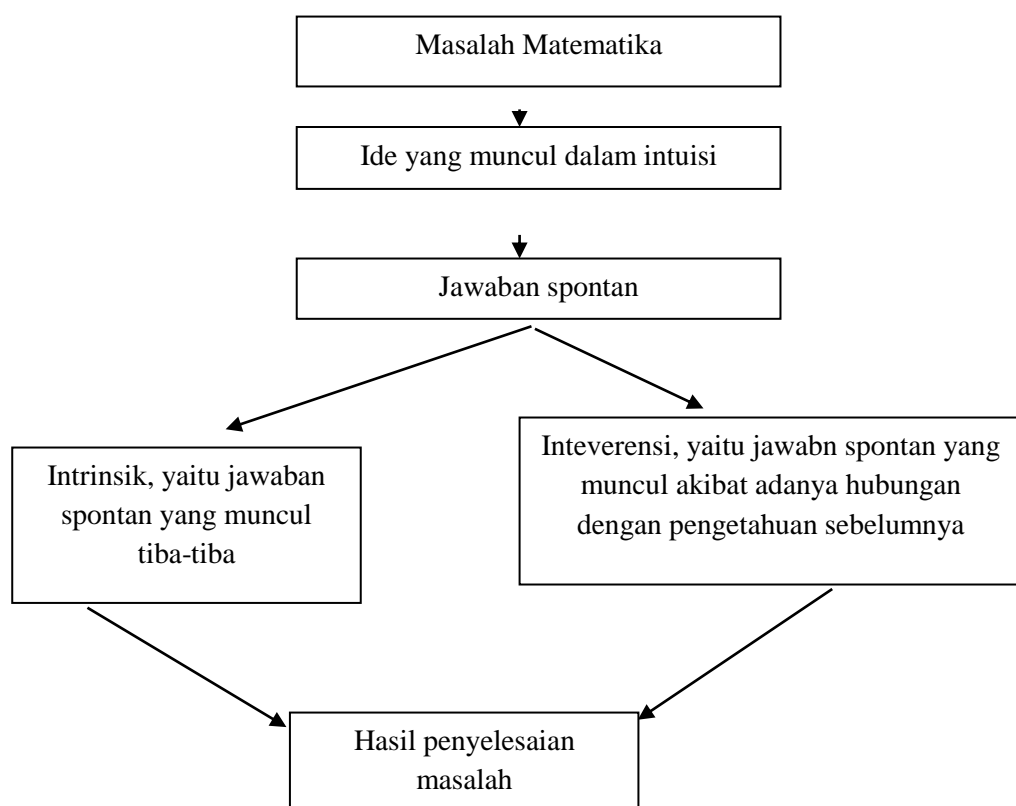 Masalah Matematika
Ide yang muncul dalam intuisi
Jawaban spontan
Intrinsik, yaitu jawaban
spontan yang muncul
tiba-tiba
Inteverensi, yaitu jawabn spontan yang
muncul akibat adanya hubungan
dengan pengetahuan sebelumnya
Hasil penyelesaian
masalah